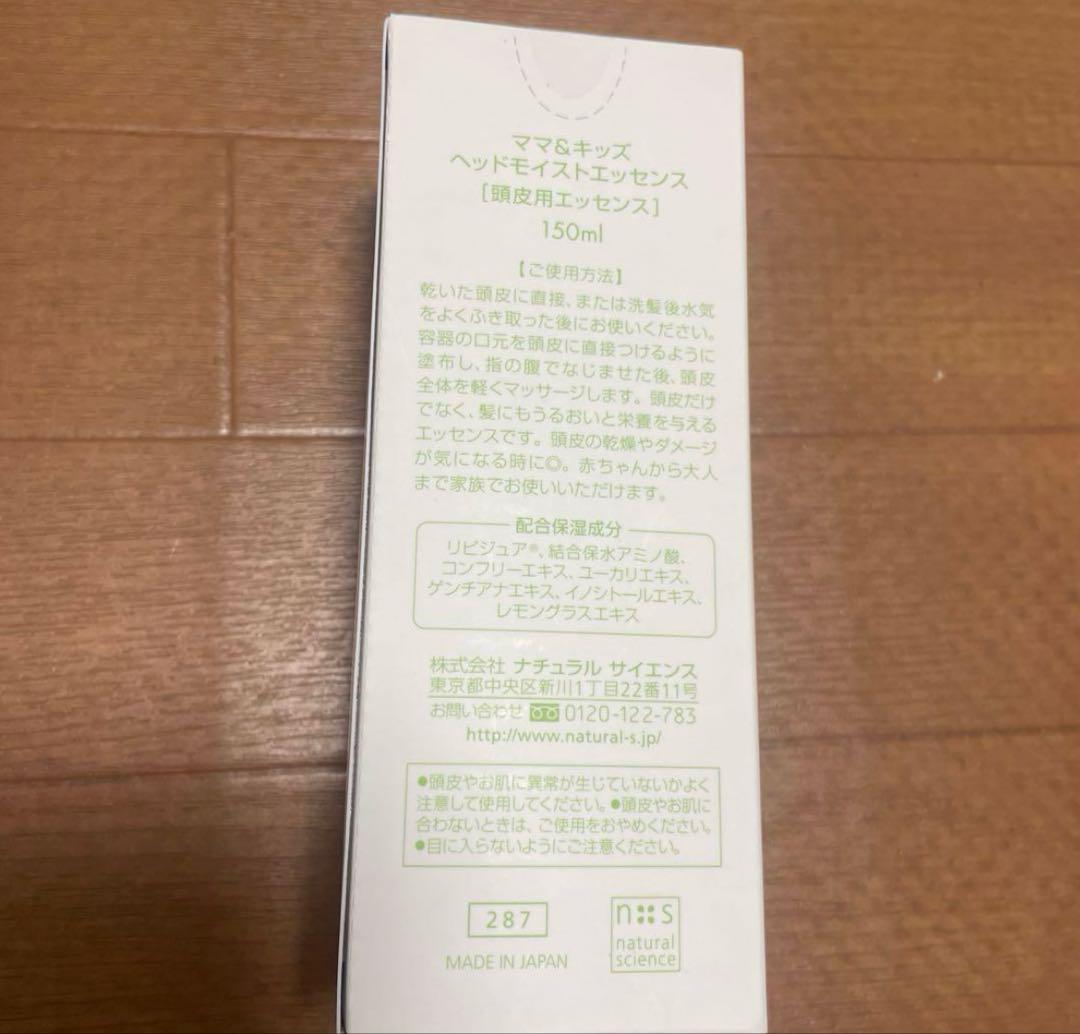 ママ&キッズ
ヘッドモイストエッセンス
[頭皮用エッセンス]
150ml
【ご使用方法】
乾いた頭皮に直接、または洗髪後水気
をよくふき取った後にお使いください。
容器の口元を頭皮に直接つけるように
塗布し、指の腹でなじませた後、頭皮
全体を軽くマッサージします。頭皮だけ
でなく、髪にもうるおいと栄養を与える
エッセンスです。頭皮の乾燥やダメージ
が気になる時に◎。赤ちゃんから大人
まで家族でお使いいただけます。
配合保湿成分
リピジュア®、結合保水アミノ酸、
コンフリーエキス、ユーカリエキス、
ゲンチアナエキス、イノシトールエキス、
レモングラスエキス
株式会社 ナチュラル サイエンス
東京都中央区新川1丁目22番11号
お問い合わせ 0120-122-783
http://www.natural-s.jp/
●頭皮やお肌に異常が生じていないかよく
注意して使用してください。●頭皮やお肌に
合わないときは、ご使用をおやめください。
●目に入らないようにご注意ください。
287
MADE IN JAPAN
n::s
natural
science